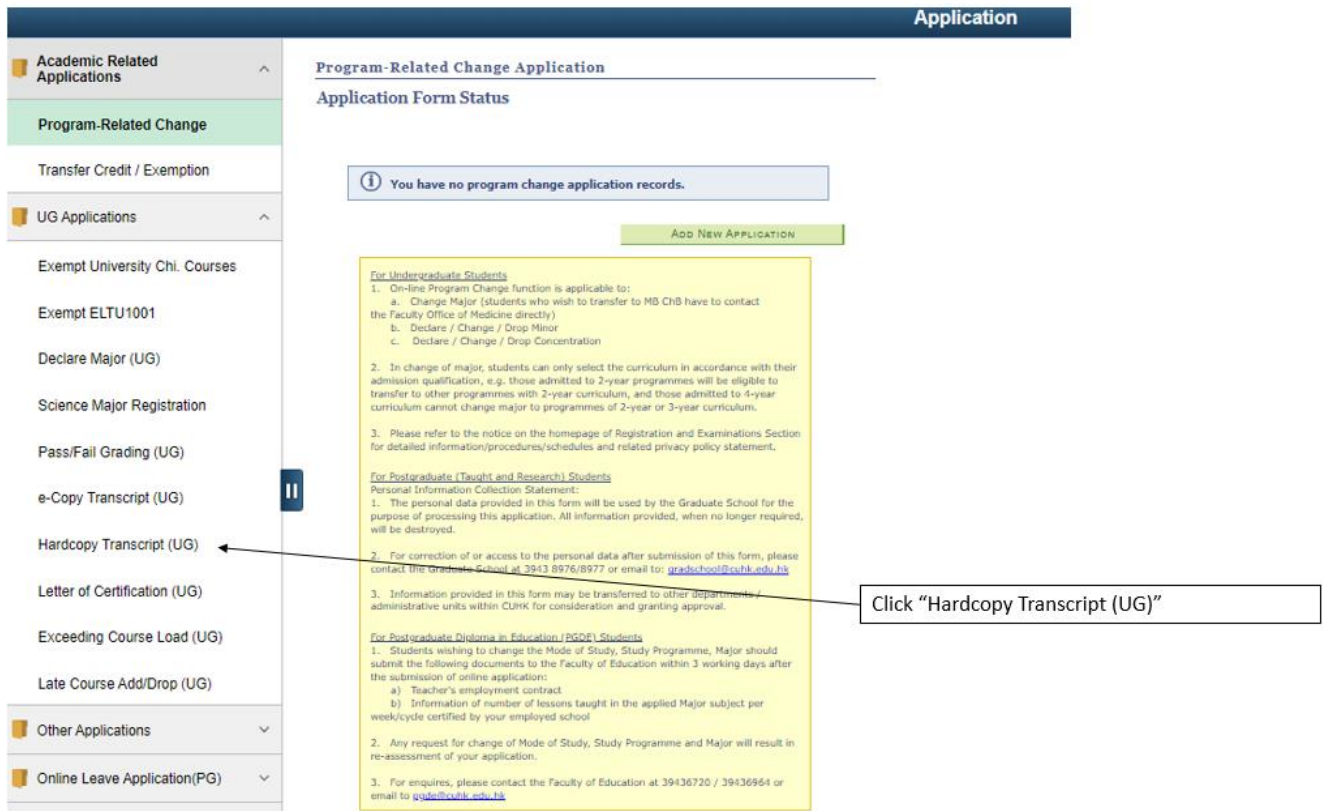 Application
Academic Related
Applications
Program-Related Change
Transfer Credit / Exemption
UG Applications
Exempt University Chi. Courses
Exempt ELTU1001
Declare Major (UG)
Science Major Registration
Pass/Fail Grading (UG)
e-Copy Transcript (UG)
Hardcopy Transcript (UG)
Letter of Certification (UG)
Exceeding Course Load (UG)
Late Course Add/Drop (UG)
Other Applications
Online Leave Application(PG)
Program-Related Change Application
Application Form Status
You have no program change application records.
ADD NEW APPLICATION
For Undergraduate Students
1. On-line Program Change function is applicable to:
a. Change Major (students who wish to transfer to MB ChB have to contact
the Faculty Office of Medicine directly)
b. Declare / Change / Drop Minor
c. Declare / Change / Drop Concentration
2. In change of major, students can only select the curriculum in accordance with their
admission qualification, e.g. those admitted to 2-year programmes will be eligible to
transfer to other programmes with 2-year curriculum, and those admitted to 4-year
curriculum cannot change major to programmes of 2-year or 3-year curriculum.
3. Please refer to the notice on the homepage of Registration and Examinations Section
for detailed information/procedures/schedules and related privacy policy statement.
For Postgraduate (Taught and Research) Students
Personal Information Collection Statement:
1. The personal data provided in this form will be used by the Graduate School for the
purpose of processing this application. All information provided, when no longer required,
will be destroyed.
2. For correction of or access to the personal data after submission of this form, please
contact the Graduate School at 3943 8976/8977 or email to: gradschool@cuhk.edu.hk
3. Information provided in this form may be transferred to other departments /
administrative units within CUHK for consideration and granting approval.
For Postgraduate Diploma in Education (PGDE) Students
1. Students wishing to change the Mode of Study, Study Programme, Major should
submit the following documents to the Faculty of Education within 3 working days after
the submission of online application:
a) Teacher's employment contract
b) Information of number of lessons taught in the applied Major subject per
week/cycle certified by your employed school
2. Any request for change of Mode of Study, Study Programme and Major will result in
re-assessment of your application.
3. For enquires, please contact the Faculty of Education at 39436720 / 39436964 or
email to pgde@cuhk.edu.hk
Click “Hardcopy Transcript (UG)”